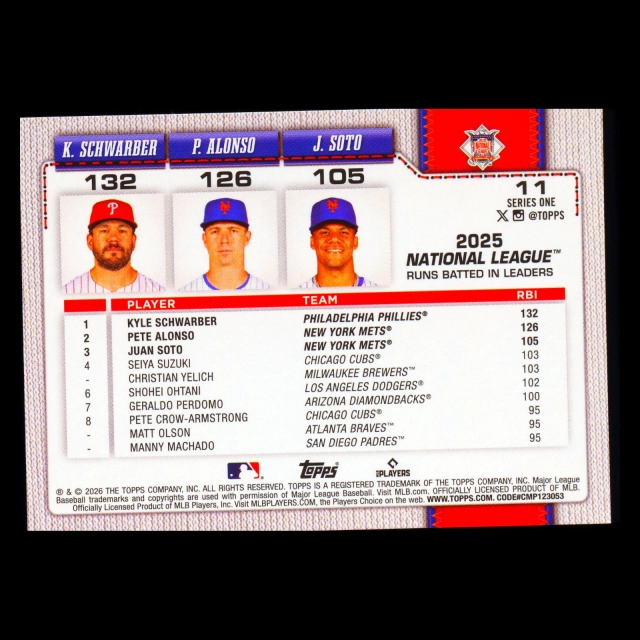 K. SCHWARBER P. ALONSO J. SOTO
132 126 105
P
11
SERIES ONE
@TOPPS
2025
NATIONAL LEAGUE™
RUNS BATTED IN LEADERS
PLAYER TEAM RBI
1 KYLE SCHWARBER PHILADELPHIA PHILLIES® 132
2 PETE ALONSO NEW YORK METS® 126
3 JUAN SOTO NEW YORK METS® 105
4 SEIYA SUZUKI CHICAGO CUBS® 103
- CHRISTIAN YELICH MILWAUKEE BREWERS™ 103
6 SHOHEI OHTANI LOS ANGELES DODGERS® 102
7 GERALDO PERDOMO ARIZONA DIAMONDBACKS® 100
8 PETE CROW-ARMSTRONG CHICAGO CUBS® 95
- MATT OLSON ATLANTA BRAVES™ 95
- MANNY MACHADO SAN DIEGO PADRES™ 95
TOPPS PLAYERS
® & © 2026 THE TOPPS COMPANY, INC. ALL RIGHTS RESERVED. TOPPS IS A REGISTERED TRADEMARK OF THE TOPPS COMPANY, INC. Major League
Baseball trademarks and copyrights are used with permission of Major League Baseball. Visit MLB.com. OFFICIALLY LICENSED PRODUCT OF MLB.
Officially Licensed Product of MLB Players, Inc. Visit MLBPLAYERS.COM, the Players Choice on the web. WWW.TOPPS.COM. CODE#CMP123053